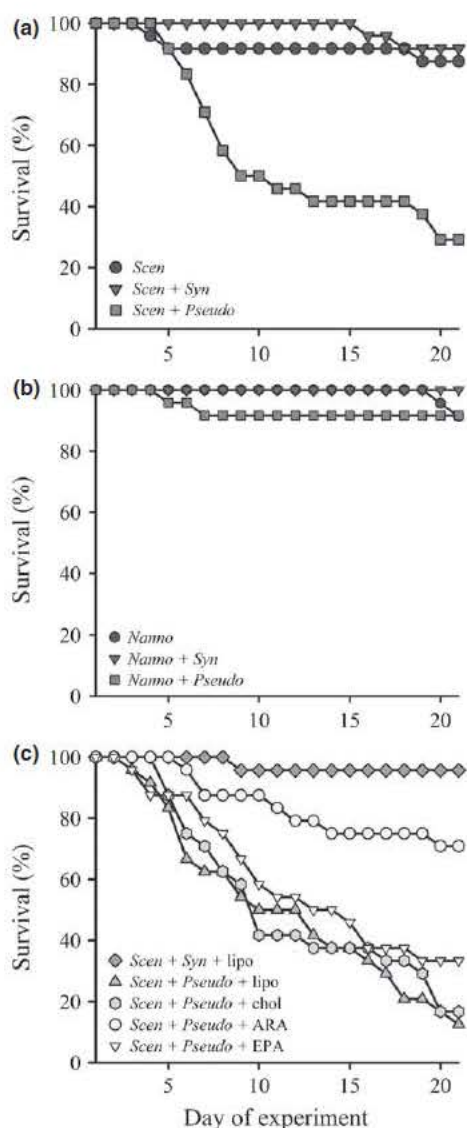 (a)
100
80
60
40
20
0
Survival (%)
Scen
Scen + Syn
Scen + Pseudo
5 10 15 20
(b)
100
80
60
40
20
0
Survival (%)
Nanno
Nanno + Syn
Nanno + Pseudo
5 10 15 20
(c)
100
80
60
40
20
0
Survival (%)
Scen + Syn + lipo
Scen + Pseudo + lipo
Scen + Pseudo + chol
Scen + Pseudo + ARA
Scen + Pseudo + EPA
5 10 15 20
Day of experiment